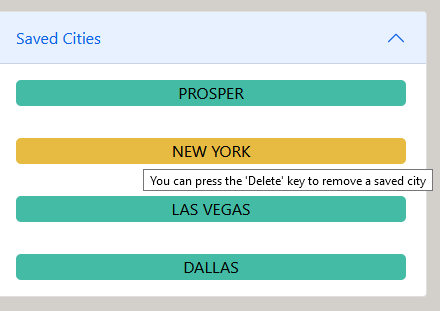 Saved Cities
PROSPER
NEW YORK
You can press the 'Delete' key to remove a saved city
LAS VEGAS
DALLAS